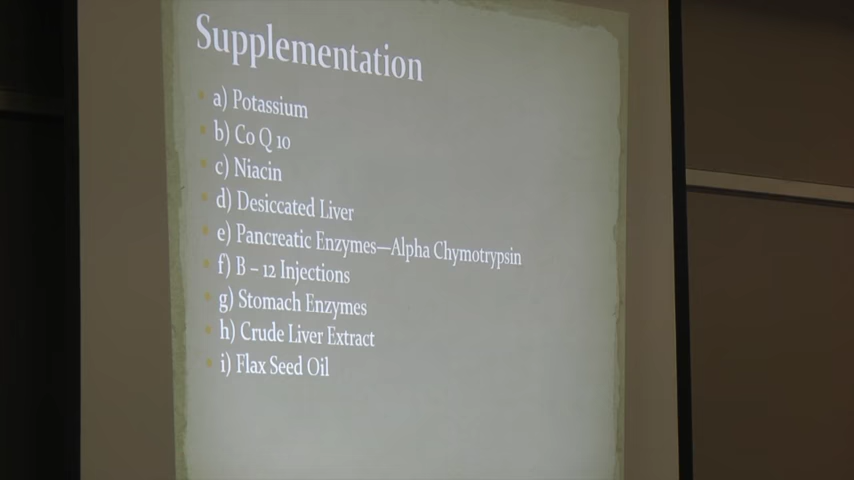 Supplementation
a) Potassium
b) Co Q 10
c) Niacin
d) Desiccated Liver
e) Pancreatic Enzymes—Alpha Chymotrypsin
f) B – 12 Injections
g) Stomach Enzymes
h) Crude Liver Extract
i) Flax Seed Oil